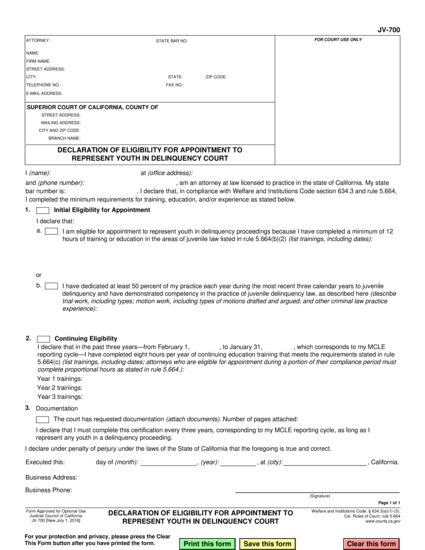 JV-700
ATTORNEY: STATE BAR NO: FOR COURT USE ONLY
NAME:
FIRM NAME:
STREET ADDRESS:
CITY: STATE: ZIP CODE:
TELEPHONE NO.: FAX NO.:
E-MAIL ADDRESS:
SUPERIOR COURT OF CALIFORNIA, COUNTY OF
STREET ADDRESS:
MAILING ADDRESS:
CITY AND ZIP CODE:
BRANCH NAME:
DECLARATION OF ELIGIBILITY FOR APPOINTMENT TO
REPRESENT YOUTH IN DELINQUENCY COURT
I (name): at (office address):
and (phone number): , am an attorney at law licensed to practice in the state of California. My state
bar number is: . I declare that, in compliance with Welfare and Institutions Code section 634.3 and rule 5.664,
I completed the minimum requirements for training, education, and/or experience as stated below.
1. Initial Eligibility for Appointment
I declare that:
a. I am eligible for appointment to represent youth in delinquency proceedings because I have completed a minimum of 12
hours of training or education in the areas of juvenile law listed in rule 5.664(b)(2) (list trainings, including dates):
or
b. I have dedicated at least 50 percent of my practice each year during the most recent three calendar years to juvenile
delinquency and have demonstrated competency in the practice of juvenile delinquency law, as described here (describe
trial work, including types; motion work, including types of motions drafted and argued; and other criminal law practice
experience):
2. Continuing Eligibility
I declare that in the past three years—from February 1, , to January 31, , which corresponds to my MCLE
reporting cycle—I have completed eight hours per year of continuing education training that meets the requirements stated in rule
5.664(c) (list trainings, including dates; attorneys who are eligible for appointment during a portion of their compliance period must
complete proportional hours as stated in rule 5.664.):
Year 1 trainings:
Year 2 trainings:
Year 3 trainings:
3. Documentation
The court has requested documentation (attach documents). Number of pages attached:
I declare that I must complete this certification every three years, corresponding to my MCLE reporting cycle, as long as I
represent any youth in a delinquency proceeding.
I declare under penalty of perjury under the laws of the State of California that the foregoing is true and correct.
Executed this: day of (month): , (year): , at (city): , California.
Business Address:
Business Phone:
(Signature)
Page 1 of 1
Form Approved for Optional Use
Judicial Council of California
JV-700 [New July 1, 2016]
DECLARATION OF ELIGIBILITY FOR APPOINTMENT TO
REPRESENT YOUTH IN DELINQUENCY COURT
Welfare and Institutions Code, § 634.3(a)(1)-(3),
Cal. Rules of Court, rule 5.664
www.courts.ca.gov
For your protection and privacy, please press the Clear
This Form button after you have printed the form.
Print this form Save this form Clear this form